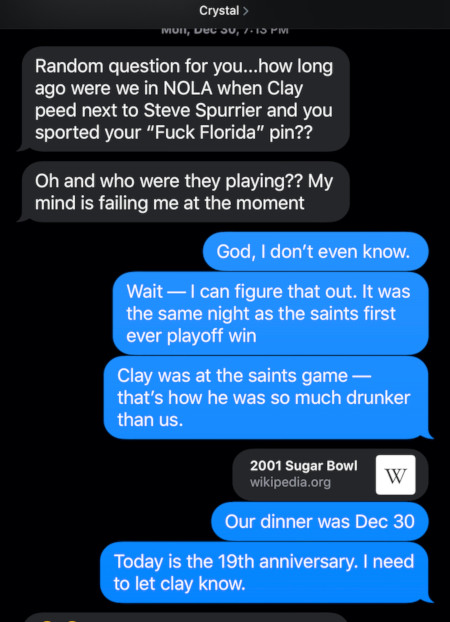 Crystal >
Mon, Dec 30, 7:13 PM
Random question for you...how long
ago were we in NOLA when Clay
peed next to Steve Spurrier and you
sported your “Fuck Florida” pin??
Oh and who were they playing?? My
mind is failing me at the moment
God, I don’t even know.
Wait — I can figure that out. It was
the same night as the saints first
ever playoff win
Clay was at the saints game —
that’s how he was so much drunker
than us.
2001 Sugar Bowl
wikipedia.org
W
Our dinner was Dec 30
Today is the 19th anniversary. I need
to let clay know.